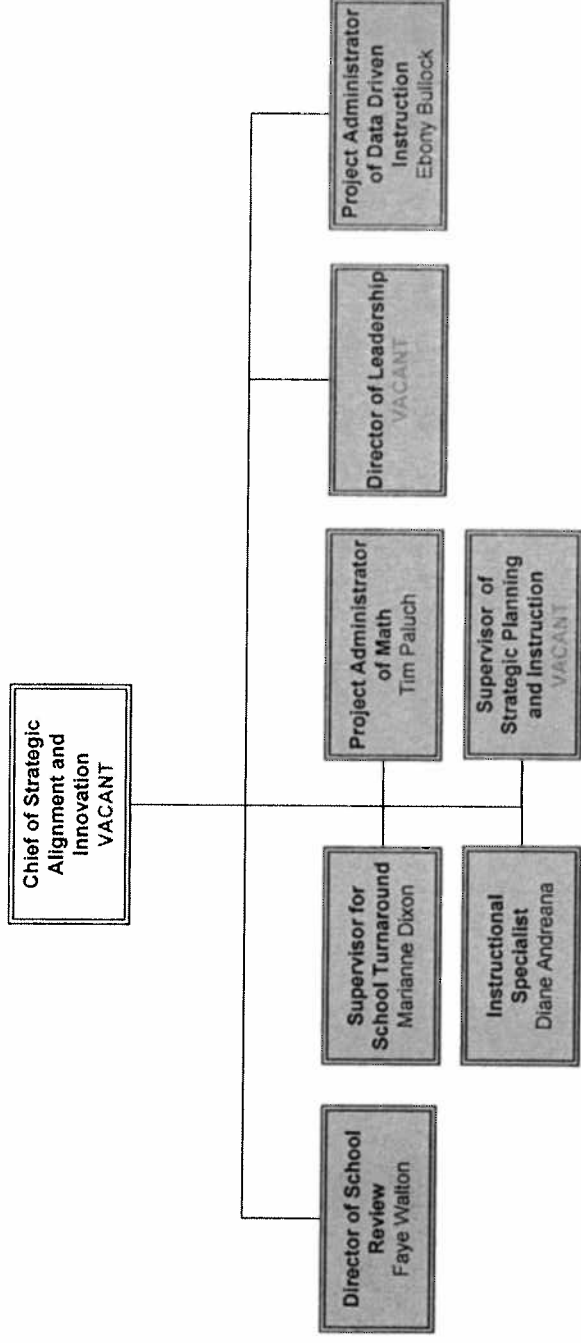 Chief of Strategic
Alignment and
Innovation
VACANT
Director of School
Review
Faye Walton
Supervisor for
School Turnaround
Marianne Dixon
Project Administrator
of Math
Tim Paluch
Director of Leadership
VACANT
Project Administrator
of Data Driven
Instruction
Ebony Bullock
Instructional
Specialist
Diane Andreana
Supervisor of
Strategic Planning
and Instruction
VACANT